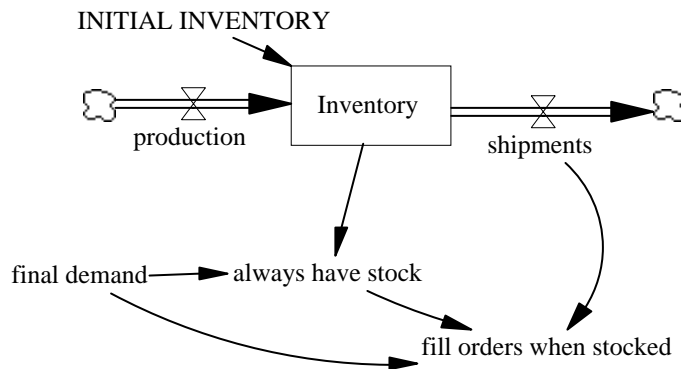 INITIAL INVENTORY
Inventory
production
shipments
final demand
always have stock
fill orders when stocked